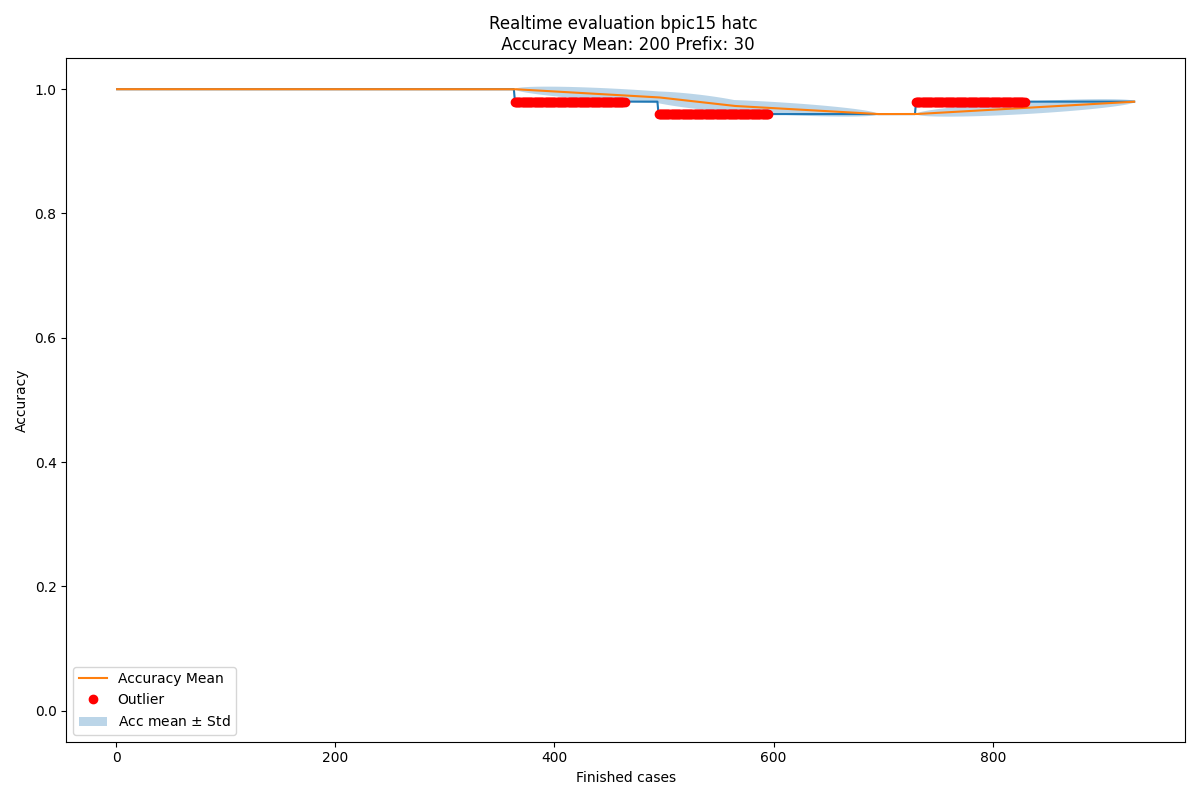 Realtime evaluation bpic15 hatc
Accuracy Mean: 200 Prefix: 30
1.0
0.8
0.6
0.4
0.2
0.0
Accuracy
Accuracy Mean
Outlier
Acc mean ± Std
0 200 400 600 800
Finished cases